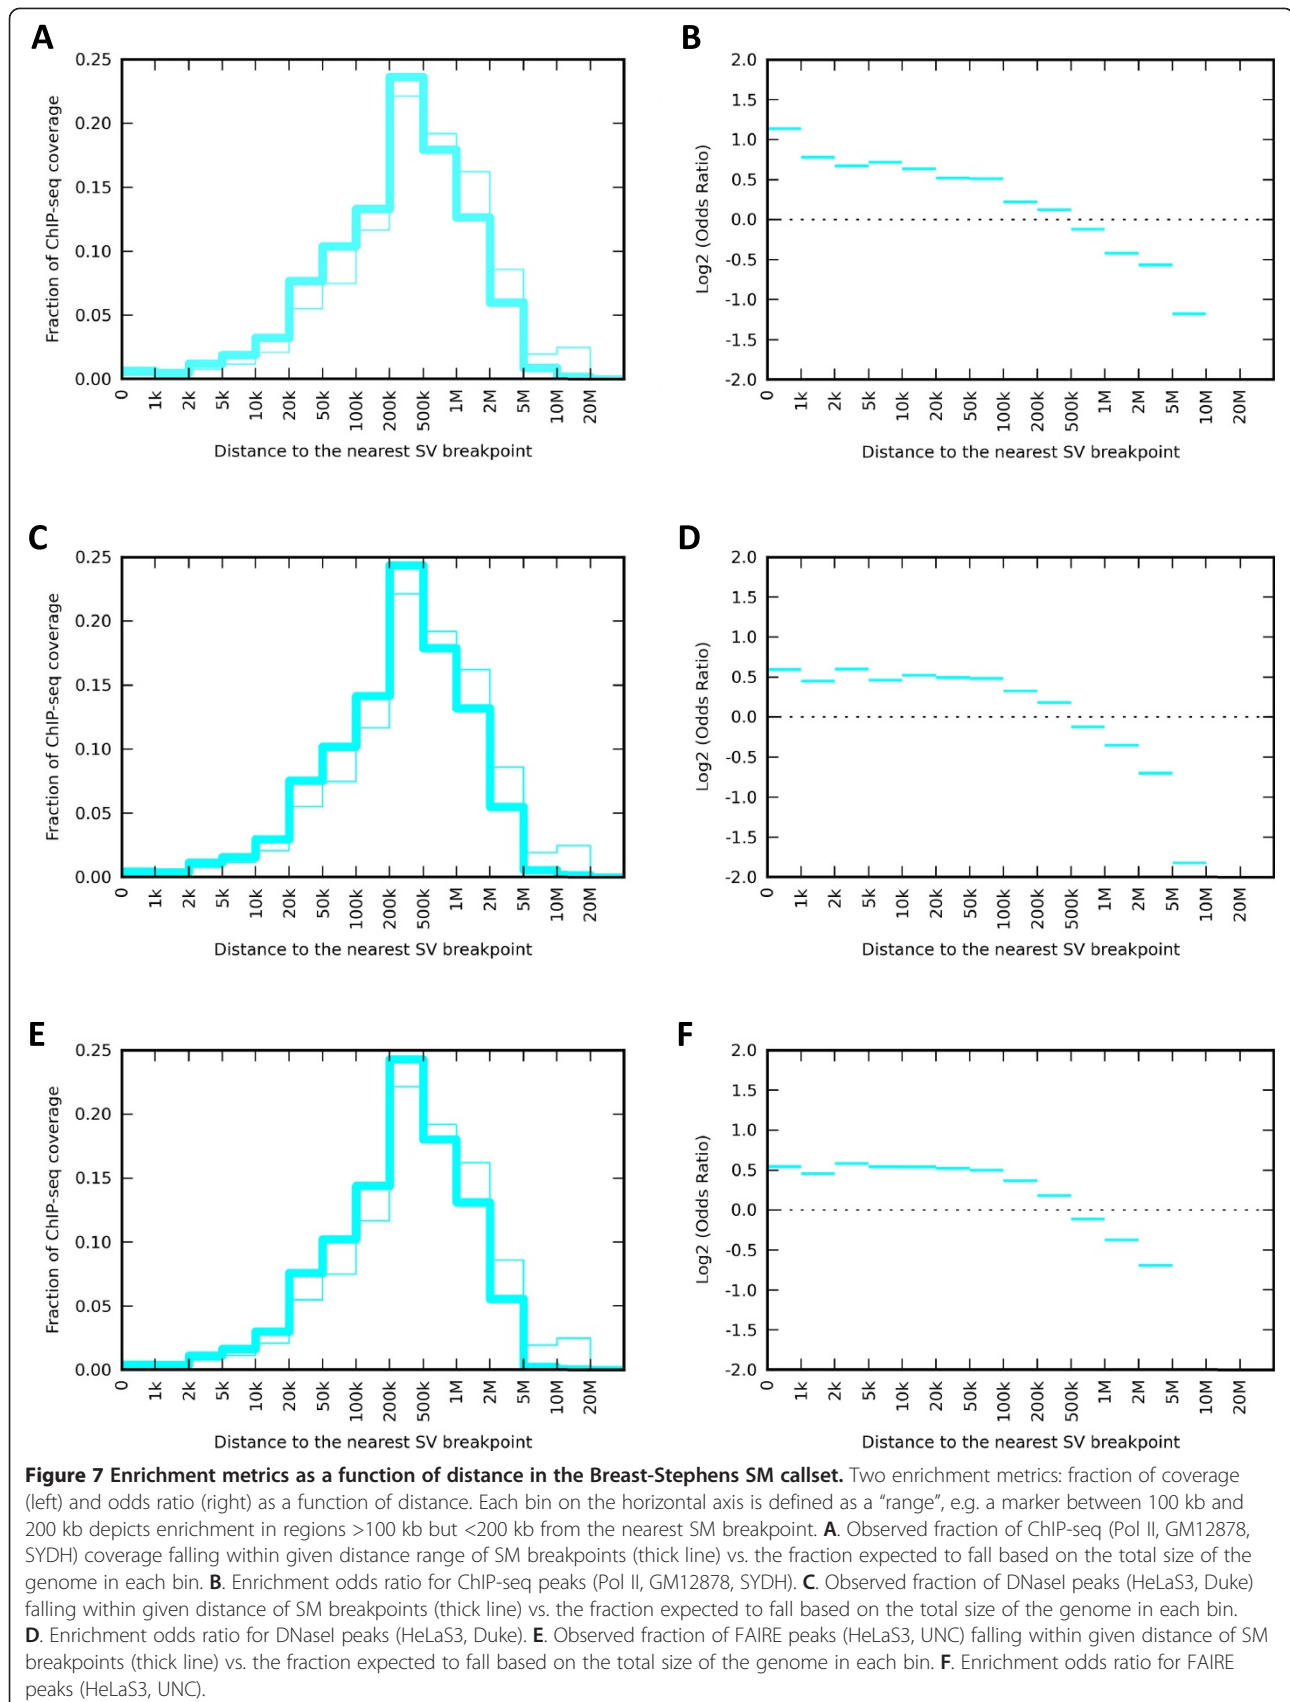 A
B
0.25
0.20
0.15
0.10
0.05
0.00
Fraction of ChIP-seq coverage
0 1k 2k 5k 10k 20k 50k 100k 200k 500k 1M 2M 5M 10M 20M
Distance to the nearest SV breakpoint
2.0
1.5
1.0
0.5
0.0
-0.5
-1.0
-1.5
-2.0
Log2 (Odds Ratio)
0 1k 2k 5k 10k 20k 50k 100k 200k 500k 1M 2M 5M 10M 20M
Distance to the nearest SV breakpoint
C
D
0.25
0.20
0.15
0.10
0.05
0.00
Fraction of ChIP-seq coverage
0 1k 2k 5k 10k 200k 50k 100k 200k 500k 1M 2M 5M 10M 20M
Distance to the nearest SV breakpoint
2.0
1.5
1.0
0.5
0.0
-0.5
-1.0
-1.5
-2.0
Log2 (Odds Ratio)
0 1k 2k 5k 10k 20k 50k 100k 200k 500k 1M 2M 5M 10M 20M
Distance to the nearest SV breakpoint
E
F
0.25
0.20
0.15
0.10
0.05
0.00
Fraction of ChIP-seq coverage
0 1k 2k 5k 10k 20k 50k 100k 200k 500k 1M 2M 5M 10M 20M
Distance to the nearest SV breakpoint
2.0
1.5
1.0
0.5
0.0
-0.5
-1.0
-1.5
-2.0
Log2 (Odds Ratio)
0 1k 2k 5k 10k 20k 50k 100k 200k 500k 1M 2M 5M 10M 20M
Distance to the nearest SV breakpoint
Figure 7 Enrichment metrics as a function of distance in the Breast-Stephens SM callset. Two enrichment metrics: fraction of coverage
(left) and odds ratio (right) as a function of distance. Each bin on the horizontal axis is defined as a “range”, e.g. a marker between 100 kb and
200 kb depicts enrichment in regions >100 kb but <200 kb from the nearest SM breakpoint. A. Observed fraction of ChIP-seq (Pol II, GM12878,
SYDH) coverage falling within given distance range of SM breakpoints (thick line) vs. the fraction expected to fall based on the total size of the
genome in each bin. B. Enrichment odds ratio for ChIP-seq peaks (Pol II, GM12878, SYDH). C. Observed fraction of DNaseI peaks (HeLaS3, Duke)
falling within given distance of SM breakpoints (thick line) vs. the fraction expected to fall based on the total size of the genome in each bin.
D. Enrichment odds ratio for DNaseI peaks (HeLaS3, Duke). E. Observed fraction of FAIRE peaks (HeLaS3, UNC) falling within given distance of SM
breakpoints (thick line) vs. the fraction expected to fall based on the total size of the genome in each bin. F. Enrichment odds ratio for FAIRE
peaks (HeLaS3, UNC).